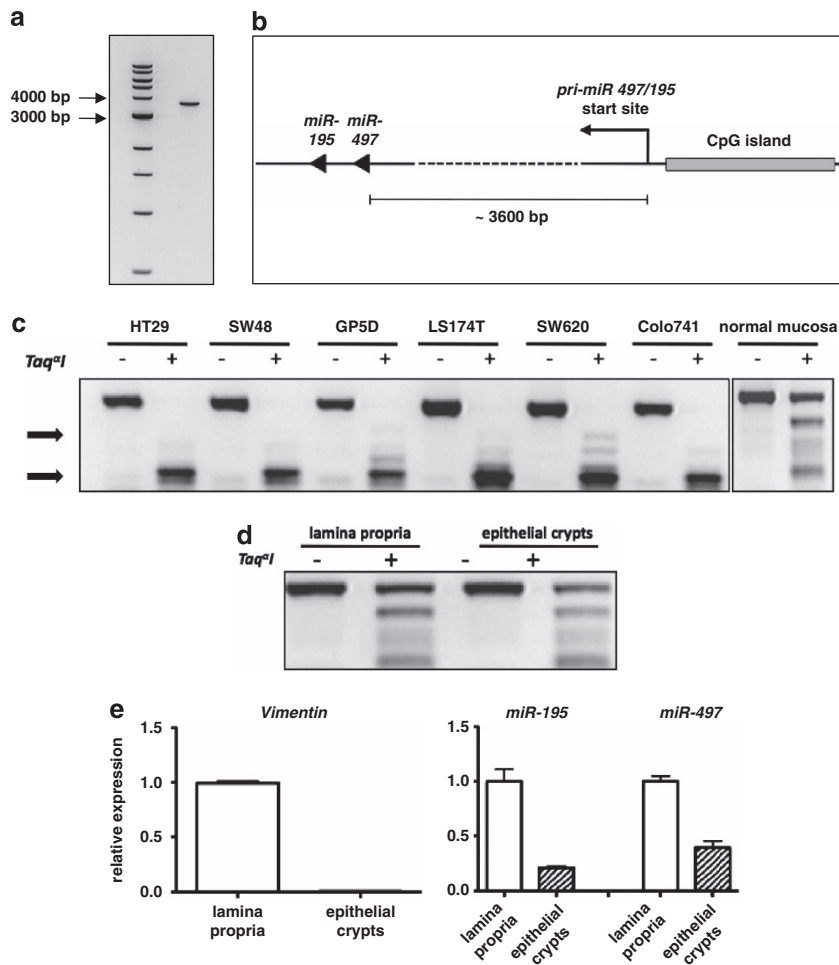 a
4000 bp
3000 bp
b
pri-miR 497/195
start site
miR-
195
miR-
497
CpG island
~ 3600 bp
c
HT29 SW48 GP5D LS174T SW620 Colo741 normal mucosa
TaqαI - + - + - + - + - + - + - +
d
lamina propria epithelial crypts
TaqαI - + - +
e
Vimentin
relative expression
1.5
1.0
0.5
0.0
lamina
propria
epithelial
crypts
miR-195 miR-497
1.5
1.0
0.5
0.0
lamina
propria
epithelial
crypts
lamina
propria
epithelial
crypts